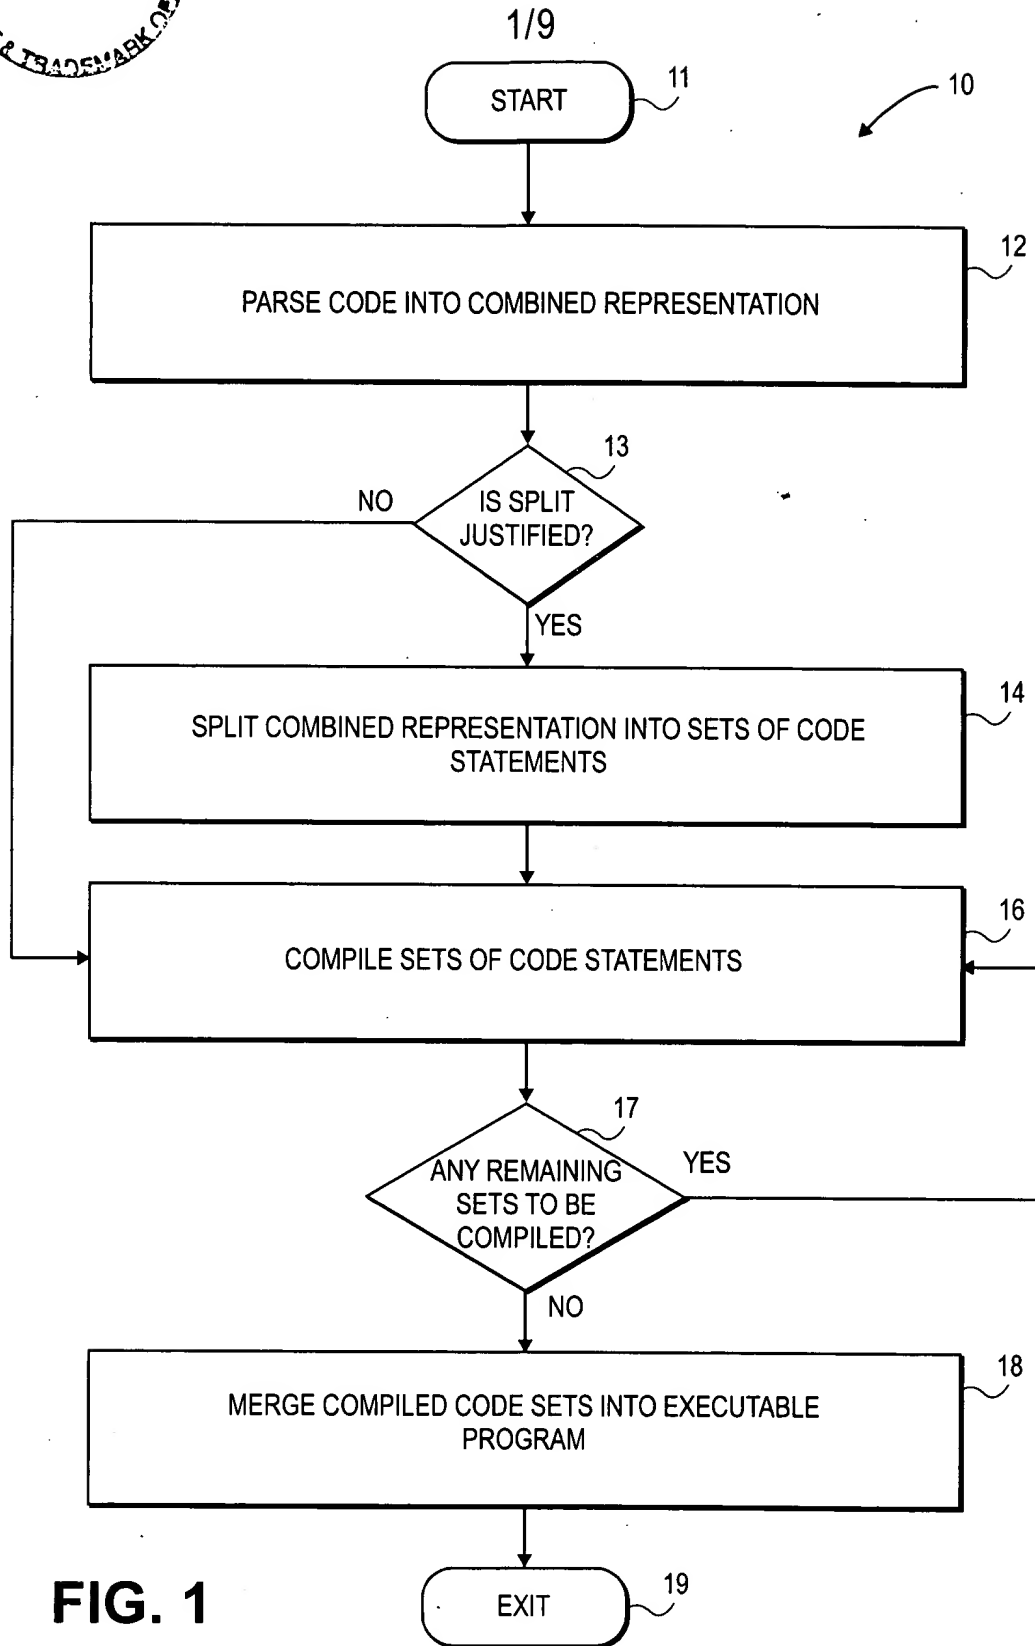 & TRADEMARK
1/9
START
11
10
PARSE CODE INTO COMBINED REPRESENTATION
12
IS SPLIT
JUSTIFIED?
13
NO
YES
SPLIT COMBINED REPRESENTATION INTO SETS OF CODE
STATEMENTS
14
COMPILE SETS OF CODE STATEMENTS
16
ANY REMAINING
SETS TO BE
COMPILED?
17
YES
NO
MERGE COMPILED CODE SETS INTO EXECUTABLE
PROGRAM
18
EXIT
19
FIG. 1